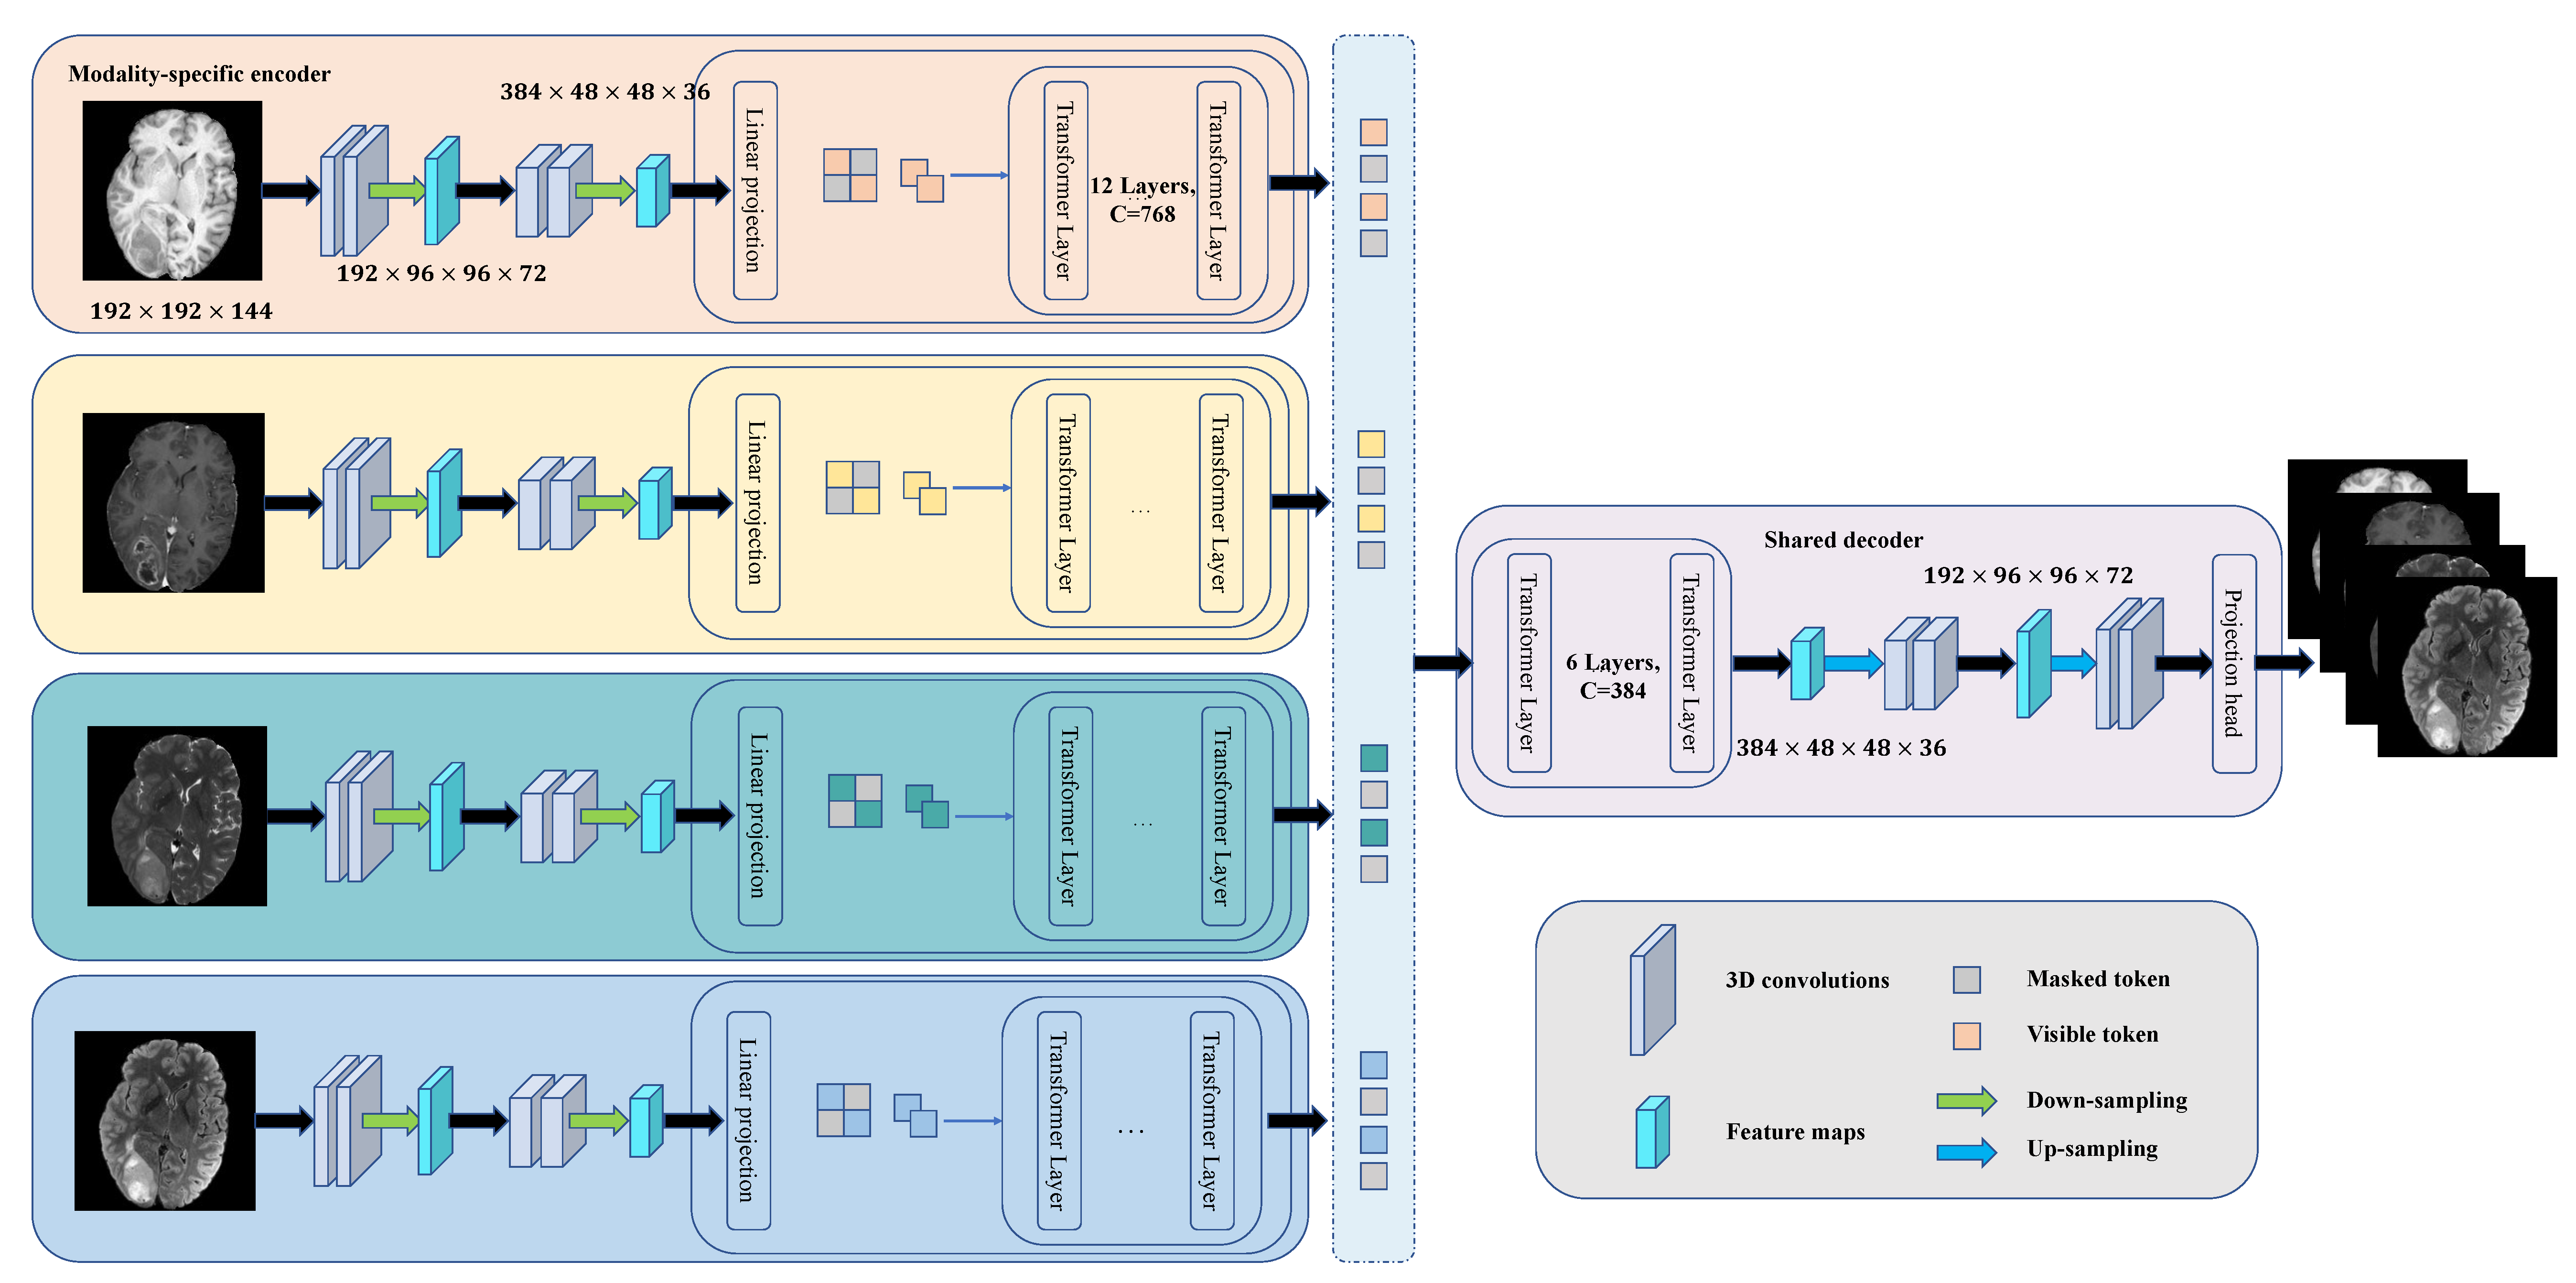 Modality-specific encoder
384 × 48 × 48 × 36
192 × 96 × 96 × 72
192 × 192 × 144
Linear projection
Transformer Layer
12 Layers,
...
C=768
Transformer Layer
Linear projection
Transformer Layer
...
Transformer Layer
Linear projection
Transformer Layer
...
Transformer Layer
Linear projection
Transformer Layer
...
Transformer Layer
Shared decoder
Transformer Layer
6 Layers,
C=384
Transformer Layer
384 × 48 × 48 × 36
192 × 96 × 96 × 72
Projection head
3D convolutions
Feature maps
Masked token
Visible token
Down-sampling
Up-sampling